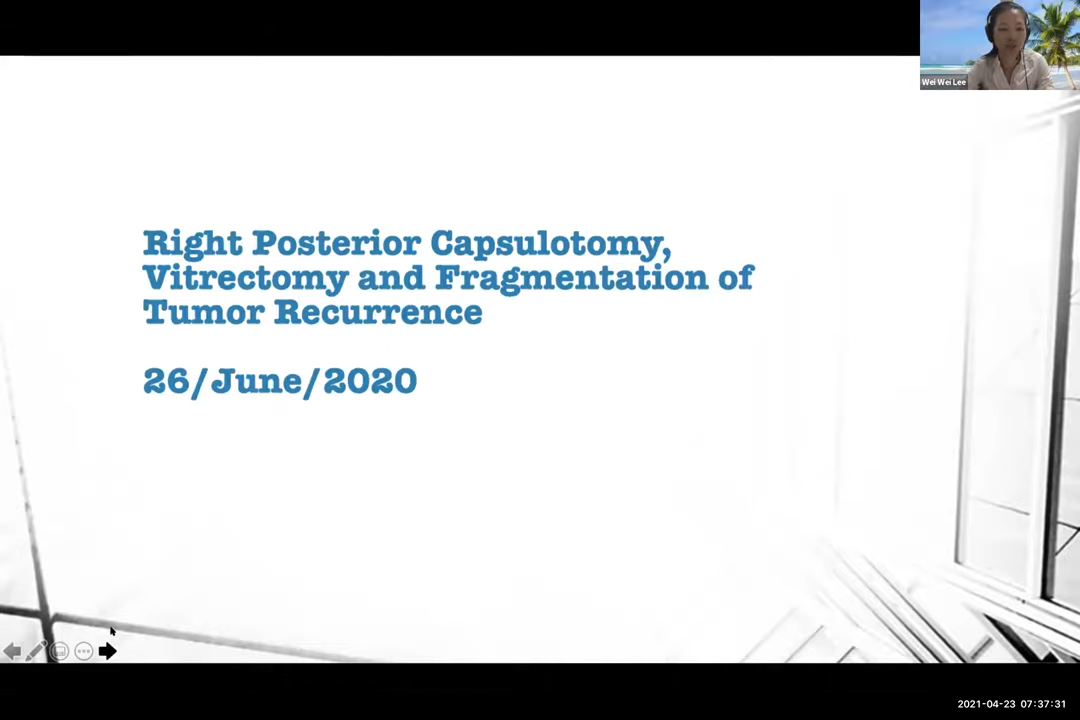 Wei Wei Lee
Right Posterior Capsulotomy,
Vitrectomy and Fragmentation of
Tumor Recurrence
26/June/2020
2021-04-23 07:37:31